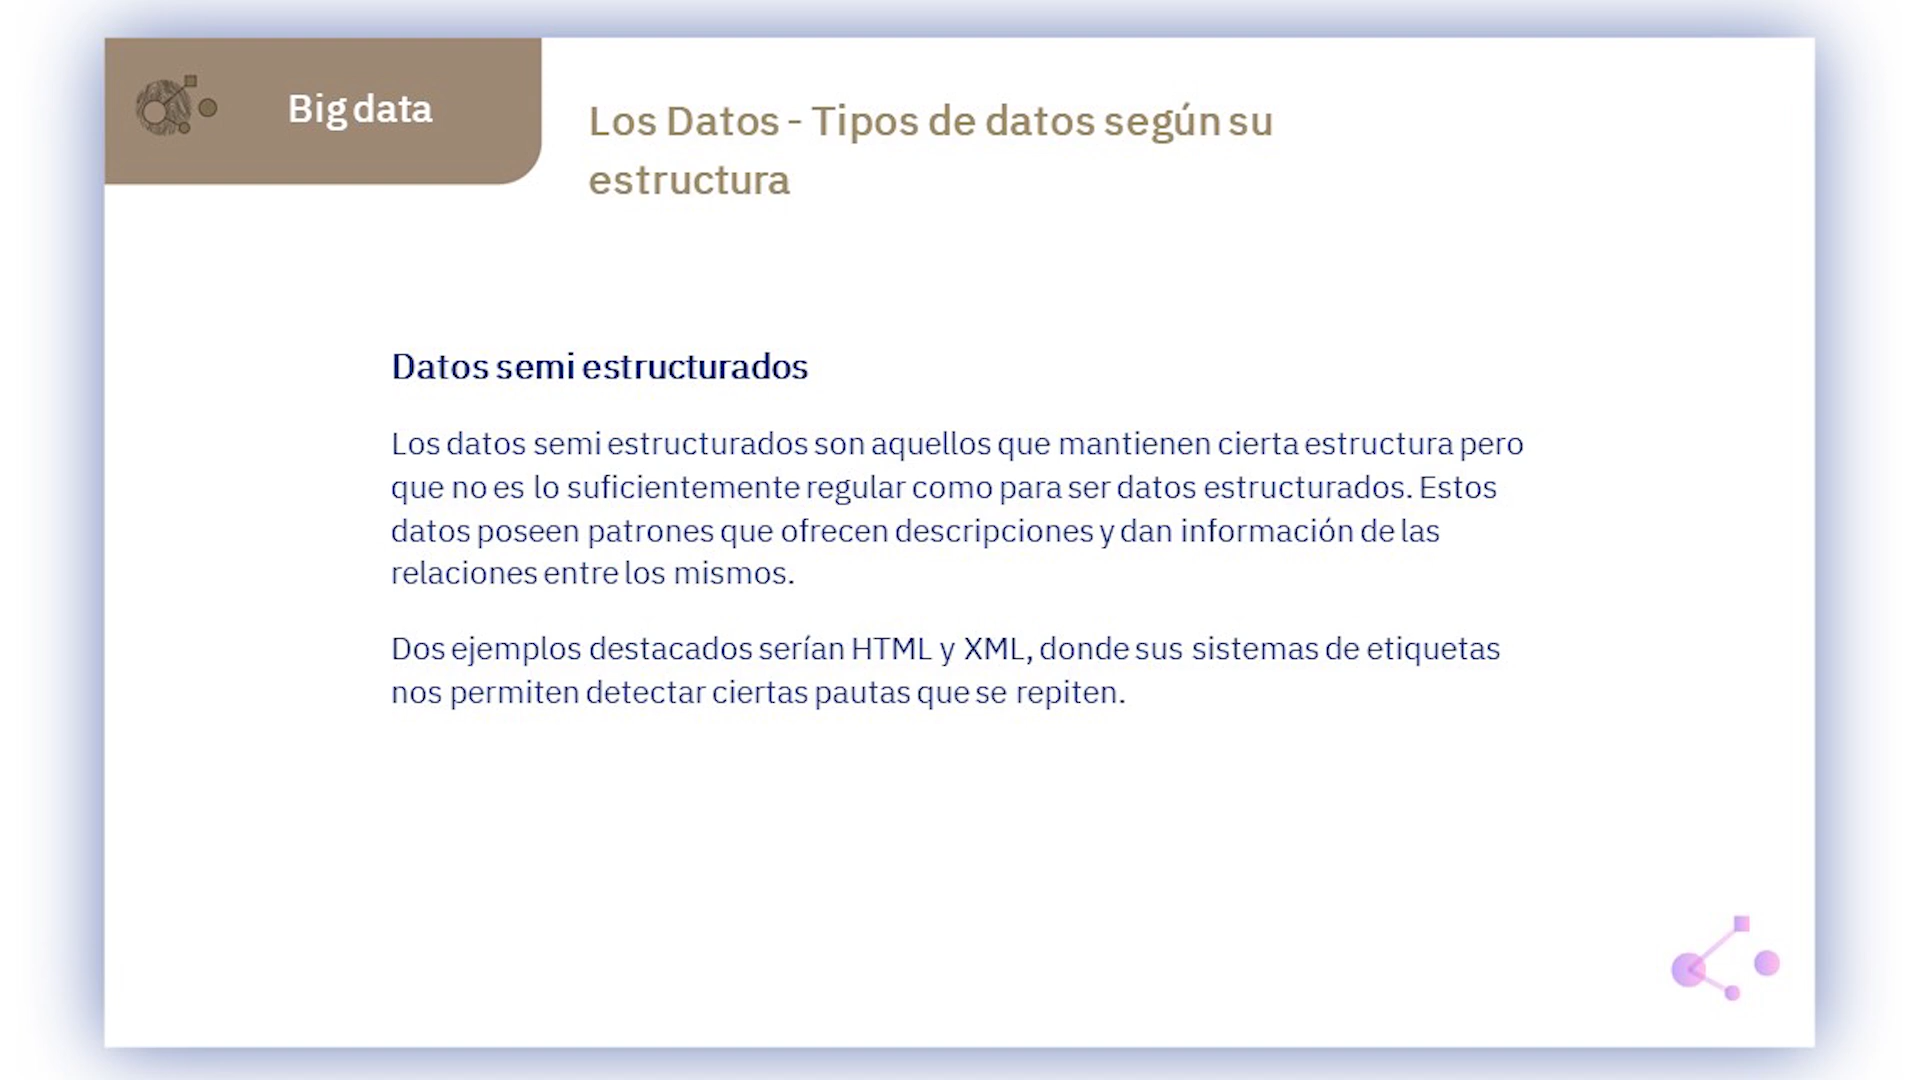 Big data
Los Datos - Tipos de datos según su
estructura
Datos semi estructurados
Los datos semi estructurados son aquellos que mantienen cierta estructura pero
que no es lo suficientemente regular como para ser datos estructurados. Estos
datos poseen patrones que ofrecen descripciones y dan información de las
relaciones entre los mismos.
Dos ejemplos destacados serían HTML y XML, donde sus sistemas de etiquetas
nos permiten detectar ciertas pautas que se repiten.